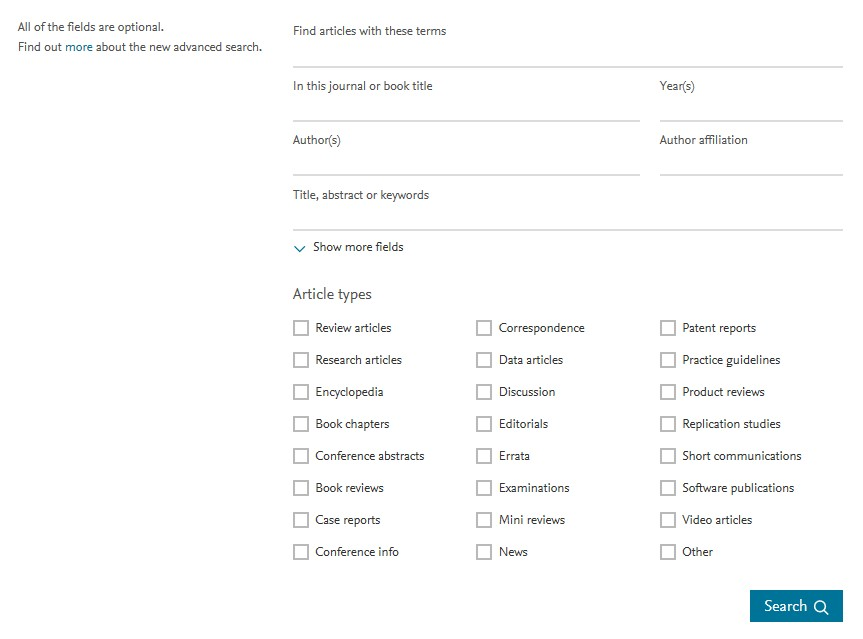 All of the fields are optional.
Find out more about the new advanced search.
Find articles with these terms
In this journal or book title
Year(s)
Author(s)
Author affiliation
Title, abstract or keywords
Show more fields
Article types
Review articles
Correspondence
Patent reports
Research articles
Data articles
Practice guidelines
Encyclopedia
Discussion
Product reviews
Book chapters
Editorials
Replication studies
Conference abstracts
Errata
Short communications
Book reviews
Examinations
Software publications
Case reports
Mini reviews
Video articles
Conference info
News
Other
Search